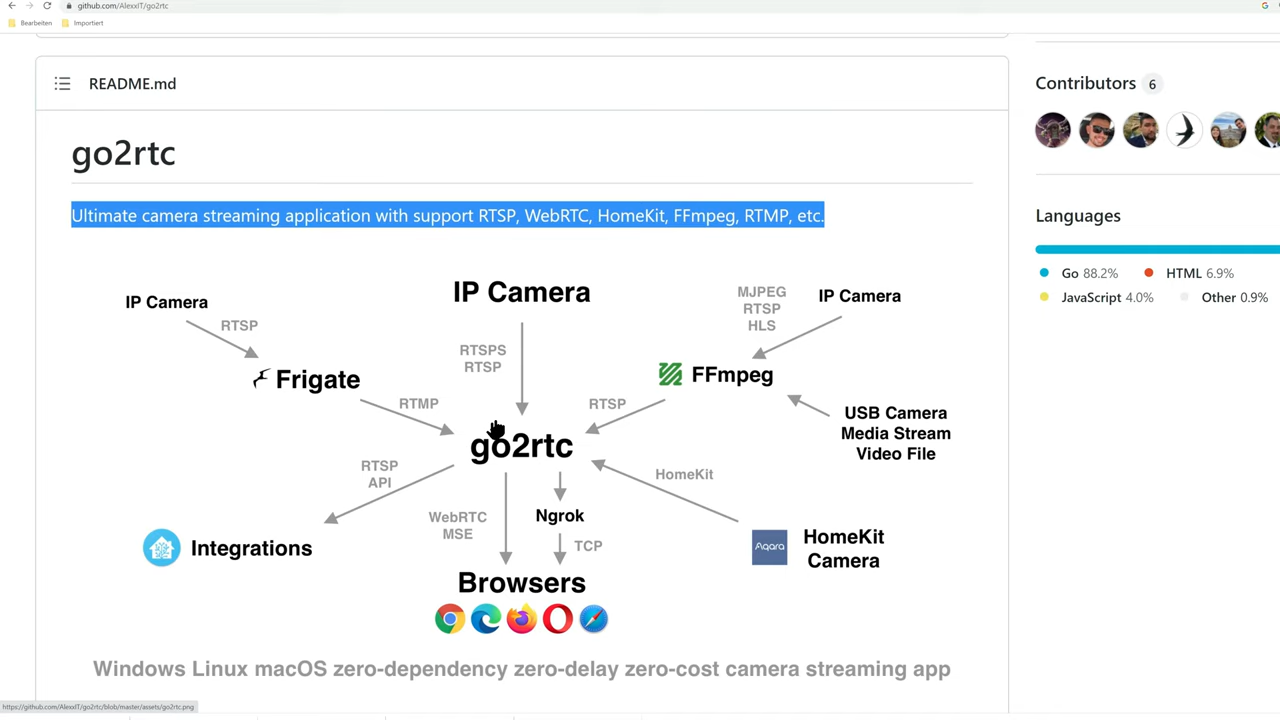 github.com/AlexxIT/go2rtc
Bearbeiten Importiert
README.md
go2rtc
Ultimate camera streaming application with support RTSP, WebRTC, HomeKit, FFmpeg, RTMP, etc.
IP Camera
RTSP
Frigate
RTMP
IP Camera
RTSPS
RTSP
MJPEG
RTSP
HLS
IP Camera
FFmpeg
RTSP
USB Camera
Media Stream
Video File
go2rtc
RTSP
API
Integrations
WebRTC
MSE
Ngrok
TCP
HomeKit
Aqara
HomeKit
Camera
Browsers
Windows Linux macOS zero-dependency zero-delay zero-cost camera streaming app
Contributors 6
Languages
Go 88.2% HTML 6.9%
JavaScript 4.0% Other 0.9%
https://github.com/AlexxIT/go2rtc/blob/master/assets/go2rtc.png